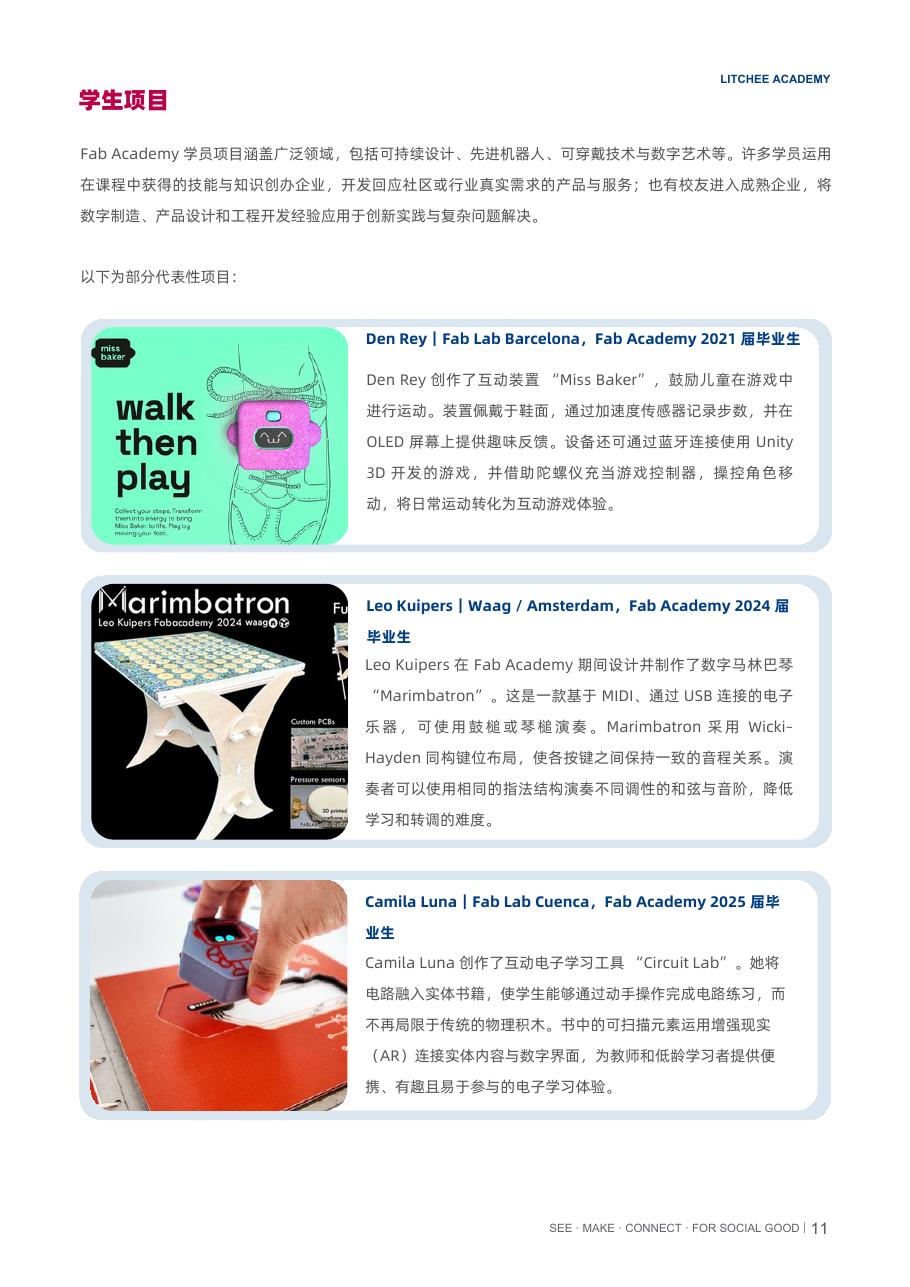 LITCHEE ACADEMY
学生项目
Fab Academy 学员项目涵盖广泛领域，包括可持续设计、先进机器人、可穿戴技术与数字艺术等。许多学员运用
在课程中获得的技能与知识创办企业，开发回应社区或行业真实需求的产品与服务；也有校友进入成熟企业，将
数字制造、产品设计和工程开发经验应用于创新实践与复杂问题解决。
以下为部分代表性项目：
miss
baker
walk
then
play
Collect your steps. Transform
them into energy to bring
Miss Baker to life. Play by
moving your foot.
Den Rey | Fab Lab Barcelona，Fab Academy 2021 届毕业生
Den Rey 创作了互动装置 “Miss Baker” ，鼓励儿童在游戏中
进行运动。装置佩戴于鞋面，通过加速度传感器记录步数，并在
OLED 屏幕上提供趣味反馈。设备还可通过蓝牙连接使用 Unity
3D 开发的游戏，并借助陀螺仪充当游戏控制器，操控角色移
动，将日常运动转化为互动游戏体验。
Marimbatron
Fu
Leo Kuipers Fabacademy 2024 waag
Custom PCBs
Pressure sensors
3D printed
Leo Kuipers | Waag / Amsterdam，Fab Academy 2024 届
毕业生
Leo Kuipers 在 Fab Academy 期间设计并制作了数字马林巴琴
“Marimbatron” 。这是一款基于 MIDI、通过 USB 连接的电子
乐器，可使用鼓槌或琴槌演奏。Marimbatron 采用 Wicki–
Hayden 同构键位布局，使各按键之间保持一致的音程关系。演
奏者可以使用相同的指法结构演奏不同调性的和弦与音阶，降低
学习和转调的难度。
Camila Luna | Fab Lab Cuenca，Fab Academy 2025 届毕
业生
Camila Luna 创作了互动电子学习工具 “Circuit Lab” 。她将
电路融入实体书籍，使学生能够通过动手操作完成电路练习，而
不再局限于传统的物理积木。书中的可扫描元素运用增强现实
（AR）连接实体内容与数字界面，为教师和低龄学习者提供便
携、有趣且易于参与的电子学习体验。
SEE · MAKE · CONNECT · FOR SOCIAL GOOD | 11